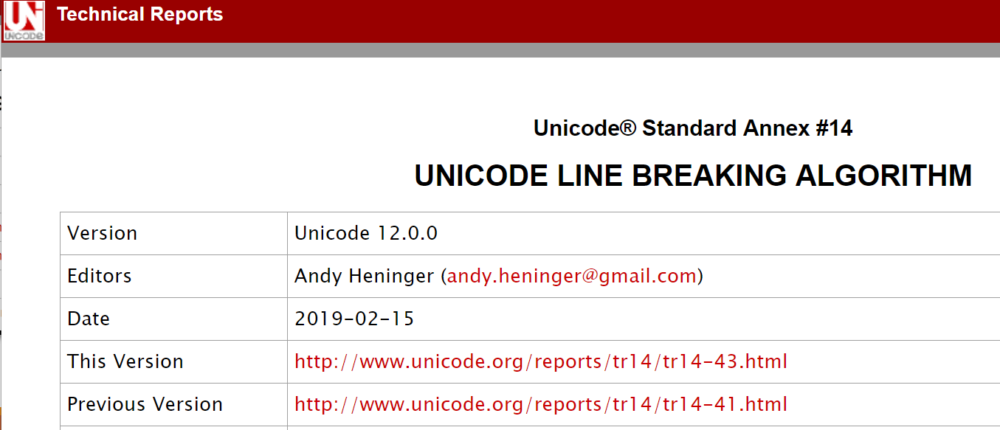 UNICODE
Technical Reports
Unicode® Standard Annex #14
UNICODE LINE BREAKING ALGORITHM
Version Unicode 12.0.0
Editors Andy Heninger (andy.heninger@gmail.com)
Date 2019-02-15
This Version http://www.unicode.org/reports/tr14/tr14-43.html
Previous Version http://www.unicode.org/reports/tr14/tr14-41.html